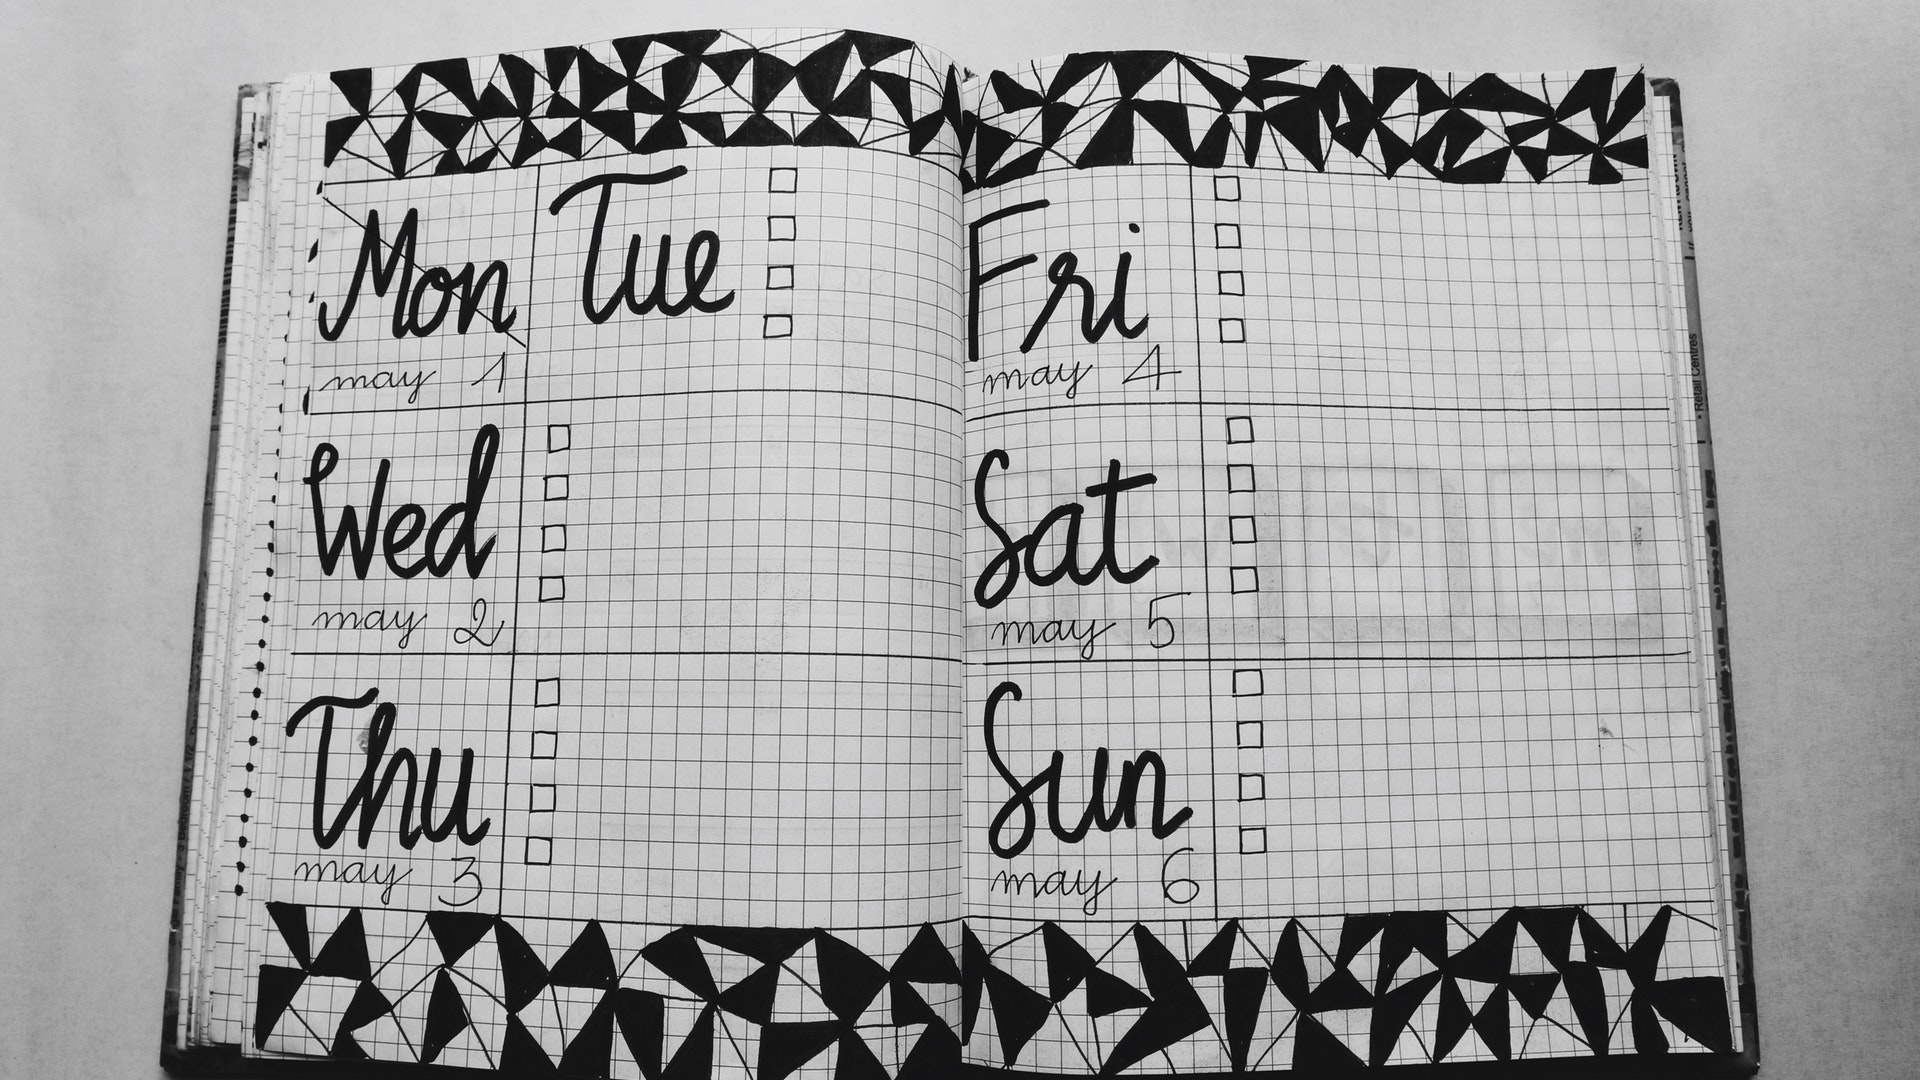 Mon Tue
may 1
Wed
may 2
Thu
may 3
Fri
may 4
Sat
may 5
Sun
may 6
Retail Centres